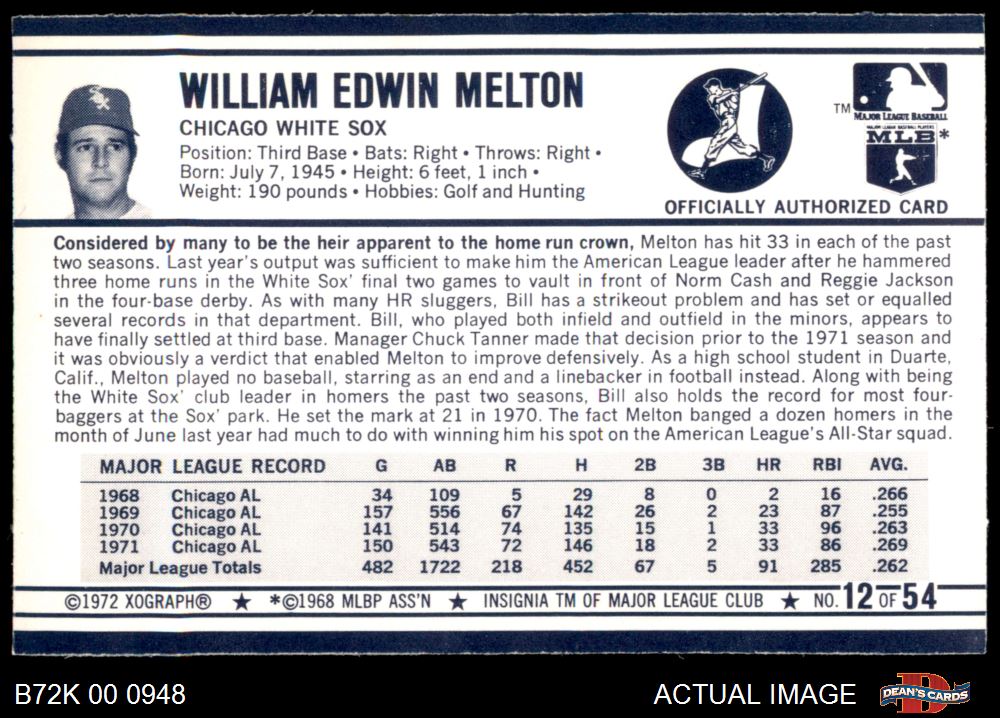 WILLIAM EDWIN MELTON
CHICAGO WHITE SOX
Position: Third Base • Bats: Right • Throws: Right •
Born: July 7, 1945 • Height: 6 feet, 1 inch •
Weight: 190 pounds • Hobbies: Golf and Hunting
TM
MAJOR LEAGUE BASEBALL
MAJOR LEAGUE BASEBALL PLAYERS
MLB*
OFFICIALLY AUTHORIZED CARD
Considered by many to be the heir apparent to the home run crown, Melton has hit 33 in each of the past
two seasons. Last year's output was sufficient to make him the American League leader after he hammered
three home runs in the White Sox' final two games to vault in front of Norm Cash and Reggie Jackson
in the four-base derby. As with many HR sluggers, Bill has a strikeout problem and has set or equalled
several records in that department. Bill, who played both infield and outfield in the minors, appears to
have finally settled at third base. Manager Chuck Tanner made that decision prior to the 1971 season and
it was obviously a verdict that enabled Melton to improve defensively. As a high school student in Duarte,
Calif., Melton played no baseball, starring as an end and a linebacker in football instead. Along with being
the White Sox' club leader in homers the past two seasons, Bill also holds the record for most four-
baggers at the Sox' park. He set the mark at 21 in 1970. The fact Melton banged a dozen homers in the
month of June last year had much to do with winning him his spot on the American League's All-Star squad.
MAJOR LEAGUE RECORD G AB R H 2B 3B HR RBI AVG.
1968 Chicago AL 34 109 5 29 8 0 2 16 .266
1969 Chicago AL 157 556 67 142 26 2 23 87 .255
1970 Chicago AL 141 514 74 135 15 1 33 96 .263
1971 Chicago AL 150 543 72 146 18 2 33 86 .269
Major League Totals 482 1722 218 452 67 5 91 285 .262
©1972 XOGRAPH® ★ *©1968 MLBP ASS'N ★ INSIGNIA TM OF MAJOR LEAGUE CLUB ★ NO. 12 OF 54
B72K 00 0948 ACTUAL IMAGE DEAN'S CARDS